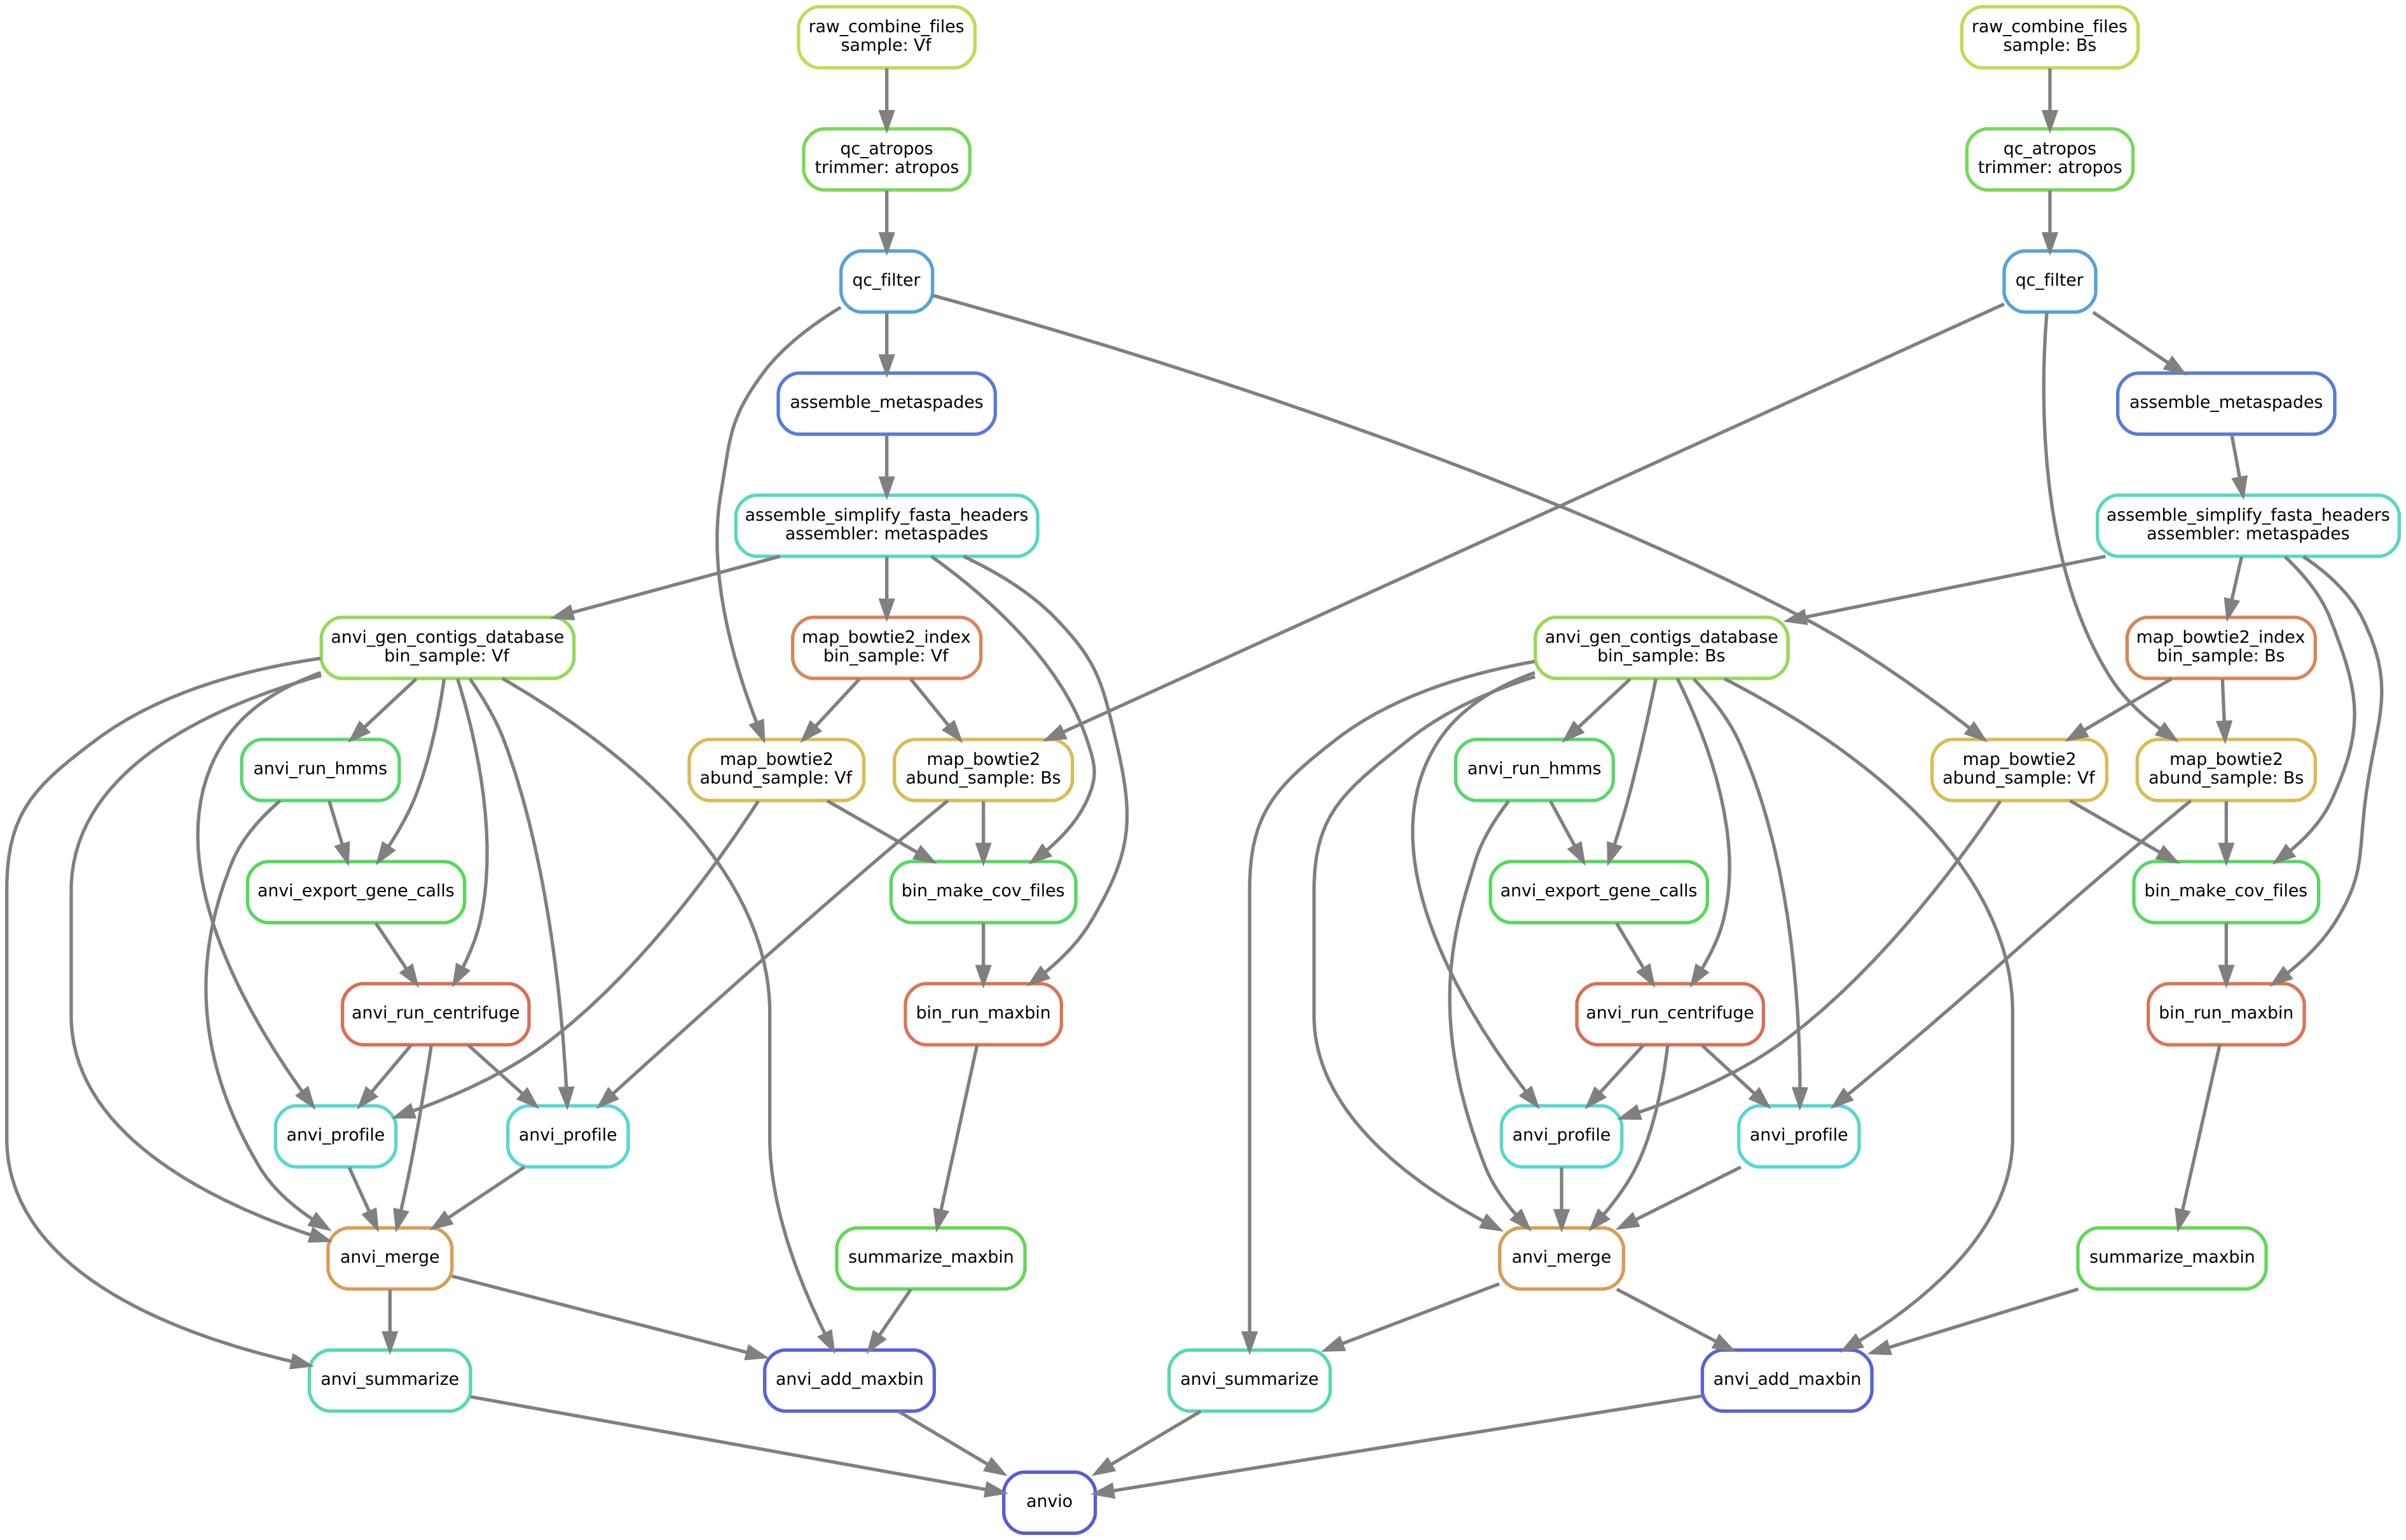 raw_combine_files
sample: Vf
raw_combine_files
sample: Bs
qc_atropos
trimmer: atropos
qc_atropos
trimmer: atropos
qc_filter
qc_filter
assemble_metaspades
assemble_metaspades
assemble_simplify_fasta_headers
assembler: metaspades
assemble_simplify_fasta_headers
assembler: metaspades
anvi_gen_contigs_database
bin_sample: Vf
map_bowtie2_index
bin_sample: Vf
anvi_gen_contigs_database
bin_sample: Bs
map_bowtie2_index
bin_sample: Bs
anvi_run_hmms
map_bowtie2
abund_sample: Vf
map_bowtie2
abund_sample: Bs
anvi_run_hmms
map_bowtie2
abund_sample: Vf
map_bowtie2
abund_sample: Bs
anvi_export_gene_calls
bin_make_cov_files
anvi_export_gene_calls
bin_make_cov_files
anvi_run_centrifuge
bin_run_maxbin
anvi_run_centrifuge
bin_run_maxbin
anvi_profile
anvi_profile
anvi_profile
anvi_profile
anvi_merge
summarize_maxbin
anvi_merge
summarize_maxbin
anvi_summarize
anvi_add_maxbin
anvi_summarize
anvi_add_maxbin
anvio